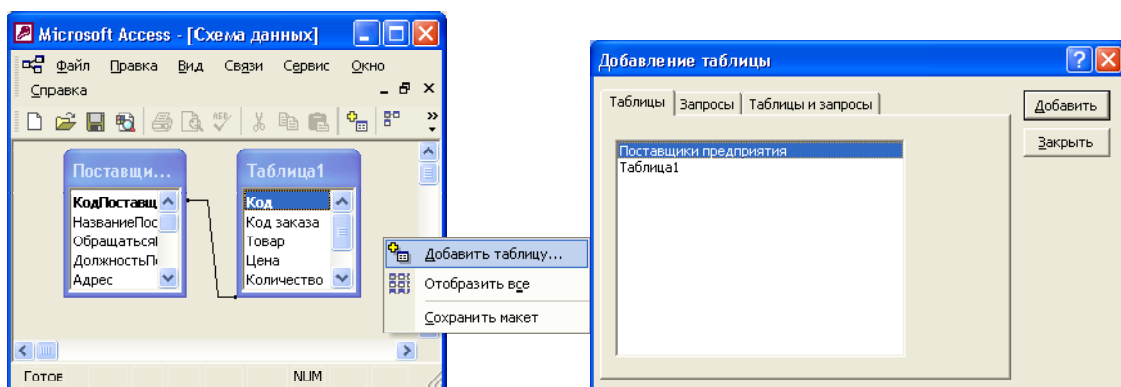 Microsoft Access - [Схема данных]
Файл Правка Вид Связи Сервис Окно
Справка
Поставщи...
КодПоставщ
НазваниеПос
Обращаться
ДолжностьП
Адрес
Таблица1
Код
Код заказа
Товар
Цена
Количество
Добавить таблицу...
Отобразить все
Сохранить макет
Готов
NUM
Добавление таблицы
Таблицы Запросы Таблицы и запросы
Поставщики предприятия
Таблица1
Добавить
Закрыть